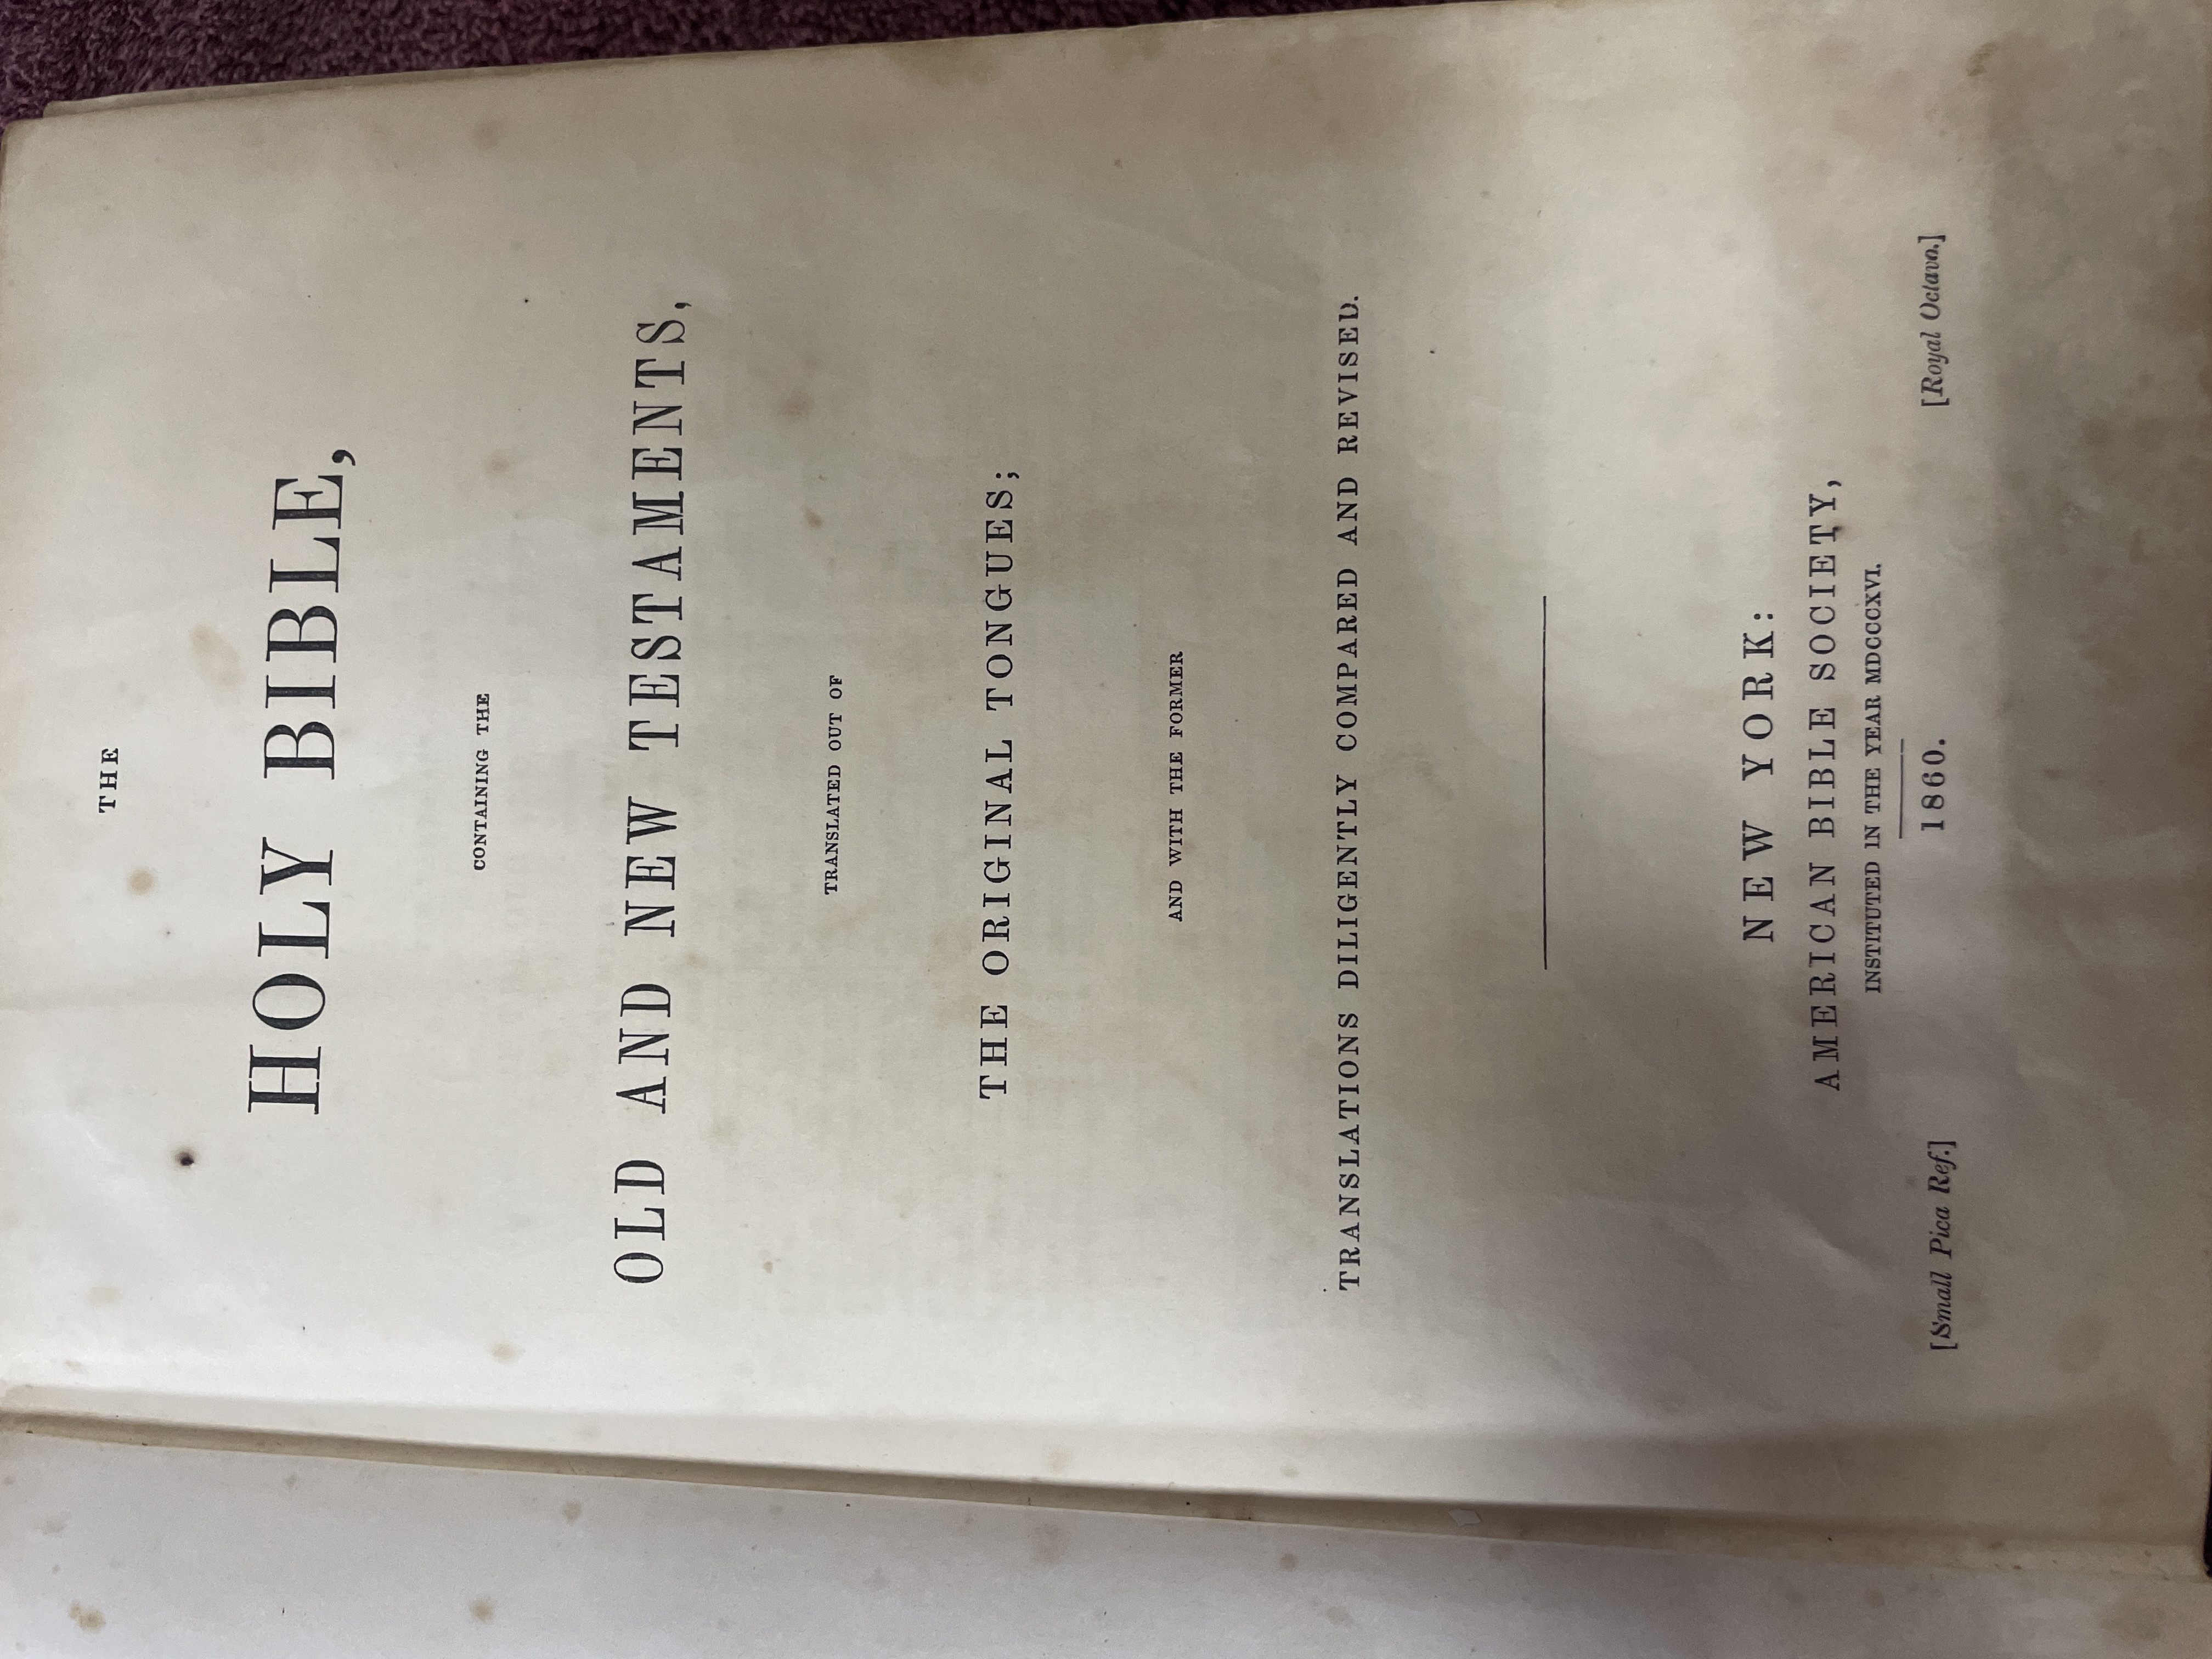 THE
HOLY BIBLE,
CONTAINING THE
OLD AND NEW TESTAMENTS,
TRANSLATED OUT OF
THE ORIGINAL TONGUES;
AND WITH THE FORMER
TRANSLATIONS DILIGENTLY COMPARED AND REVISED.
NEW YORK:
AMERICAN BIBLE SOCIETY,
INSTITUTED IN THE YEAR MDCCCXVI.
1860.
[Small Pica Ref.] [Royal Octavo.]